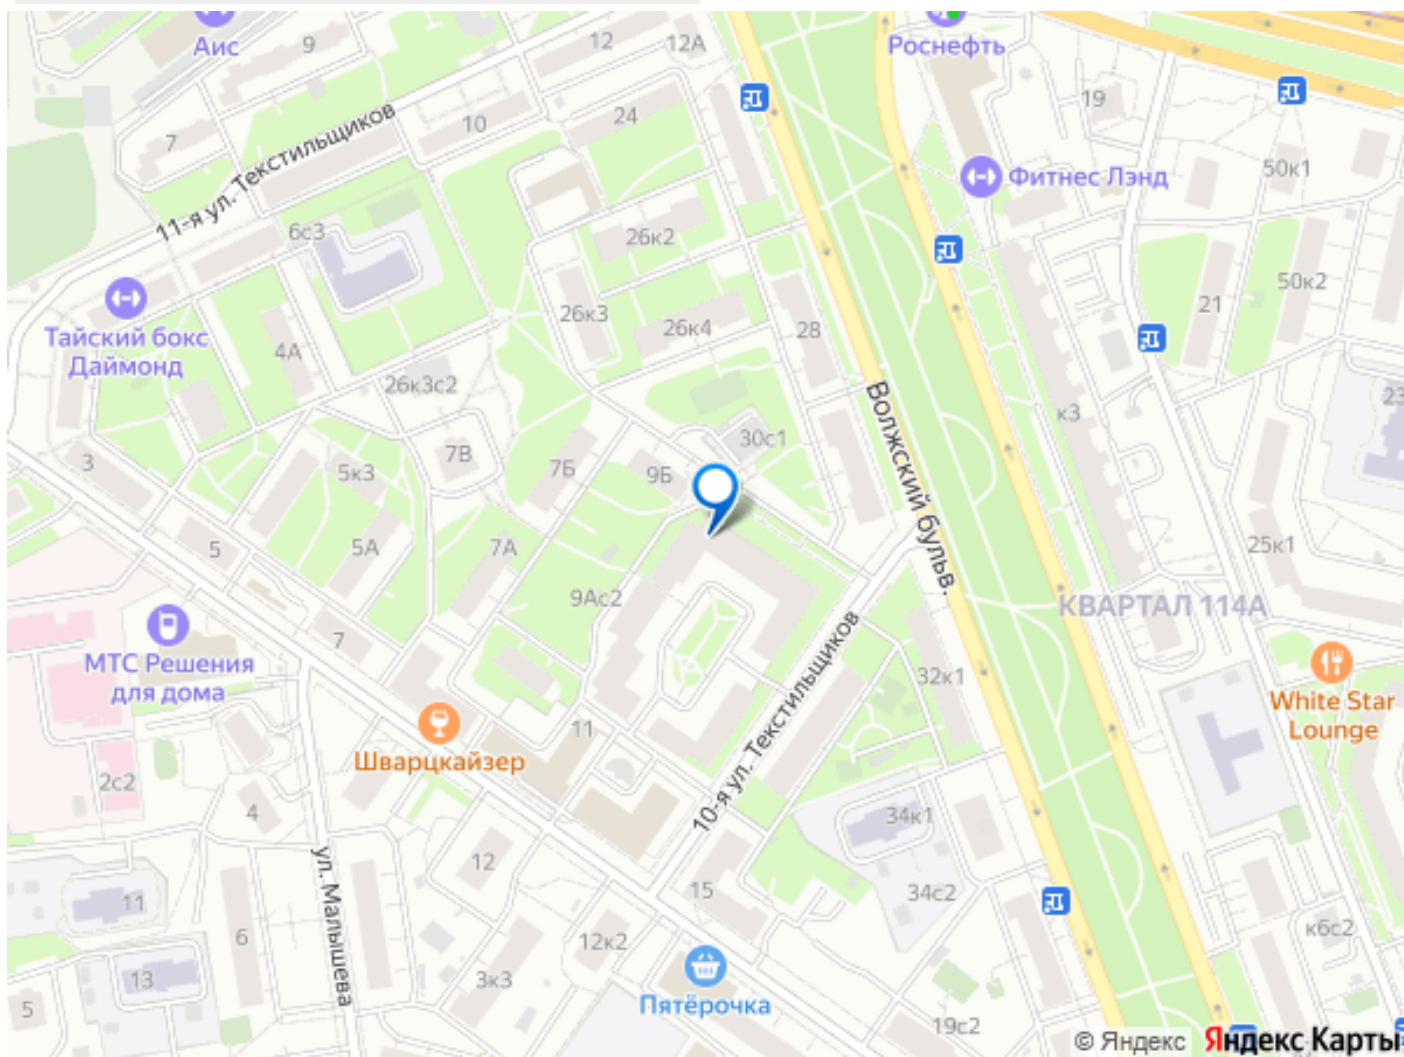 Аис
9
12
12А
Роснефть
19
24
10
7
11-я ул. Текстильщиков
Фитнес Лэнд
50к1
6с3
26к2
50к2
21
26к3
26к4
28
Тайский бокс
Даймонд
4А
26к3с2
Волжский бульв.
к3
23
30с1
7В
3
5к3
7Б
9Б
5
5А
7А
25к1
9Ас2
КВАРТАЛ 114А
7
МТС Решения
для дома
10-я ул. Текстильщиков
32к1
White Star
Lounge
11
Шварцкайзер
2с2
4
34к1
12
ул. Малышева
15
34с2
11
6
12к2
к6с2
13
3к3
5
Пятёрочка
19с2
© Яндекс Яндекс Карты